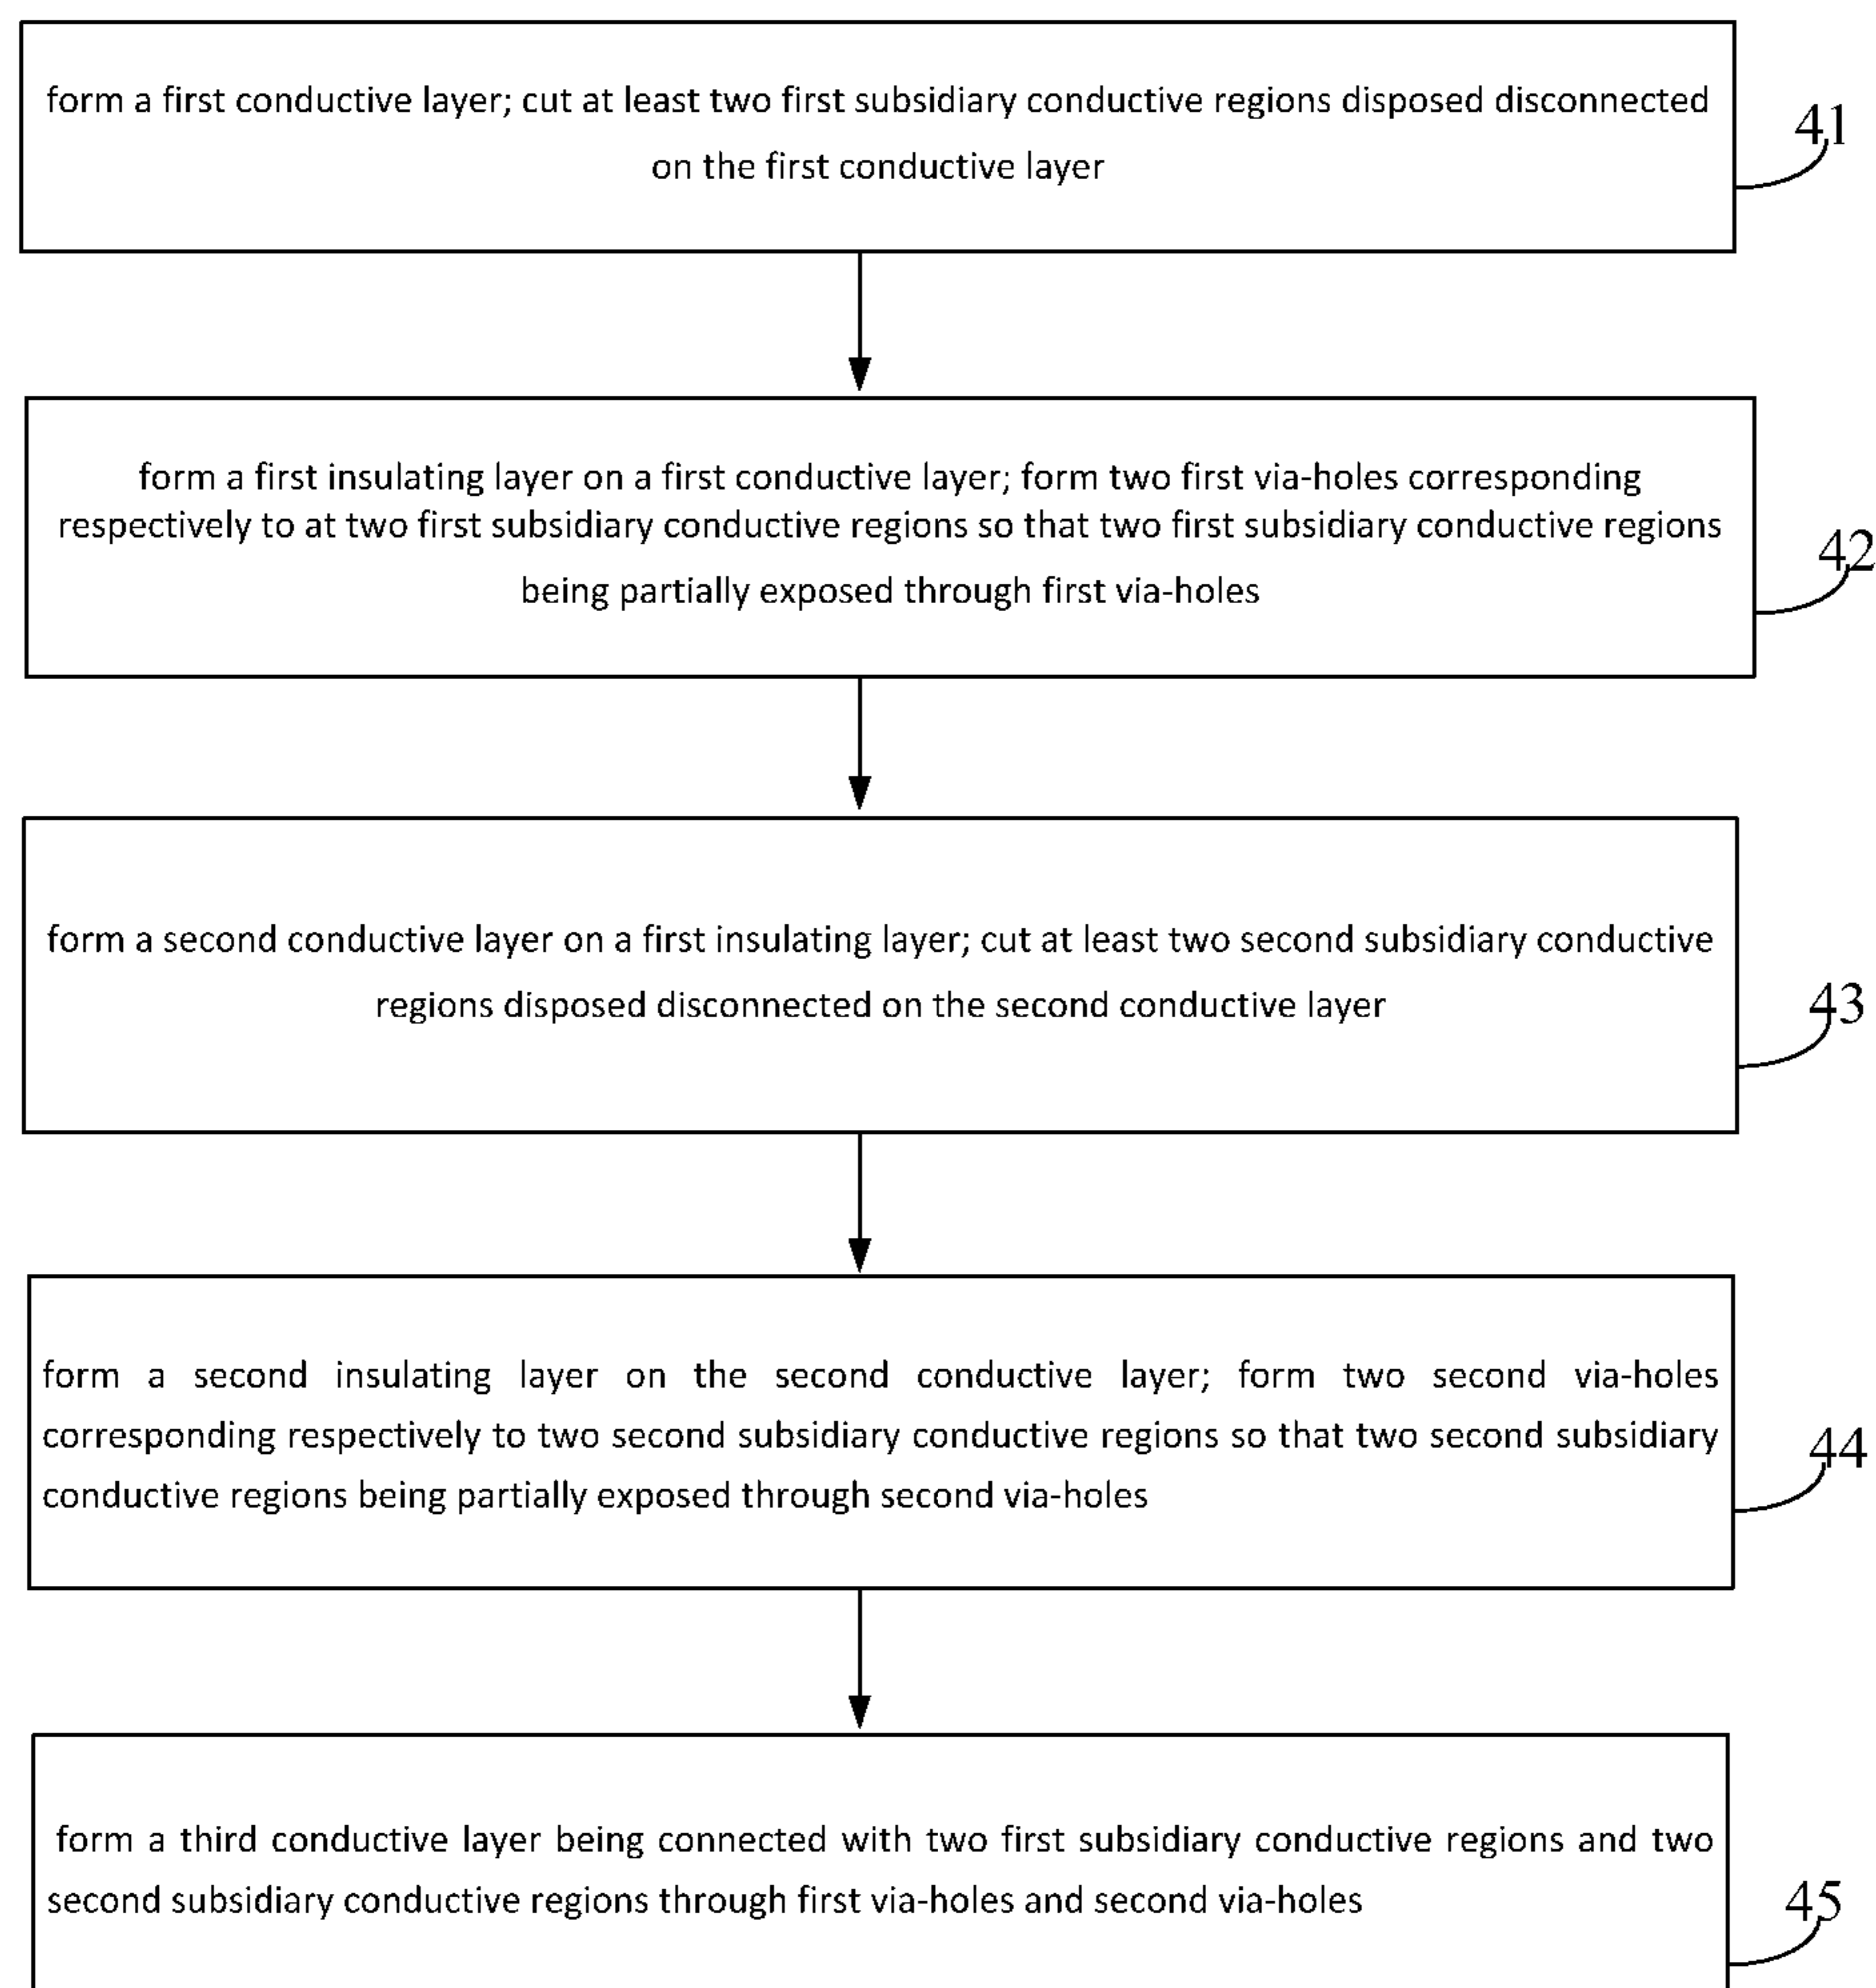 form a first conductive layer; cut at least two first subsidiary conductive regions disposed disconnected
on the first conductive layer
41
form a first insulating layer on a first conductive layer; form two first via-holes corresponding
respectively to at two first subsidiary conductive regions so that two first subsidiary conductive regions
being partially exposed through first via-holes
42
form a second conductive layer on a first insulating layer; cut at least two second subsidiary conductive
regions disposed disconnected on the second conductive layer
43
form a second insulating layer on the second conductive layer; form two second via-holes
corresponding respectively to two second subsidiary conductive regions so that two second subsidiary
conductive regions being partially exposed through second via-holes
44
form a third conductive layer being connected with two first subsidiary conductive regions and two
second subsidiary conductive regions through first via-holes and second via-holes
45